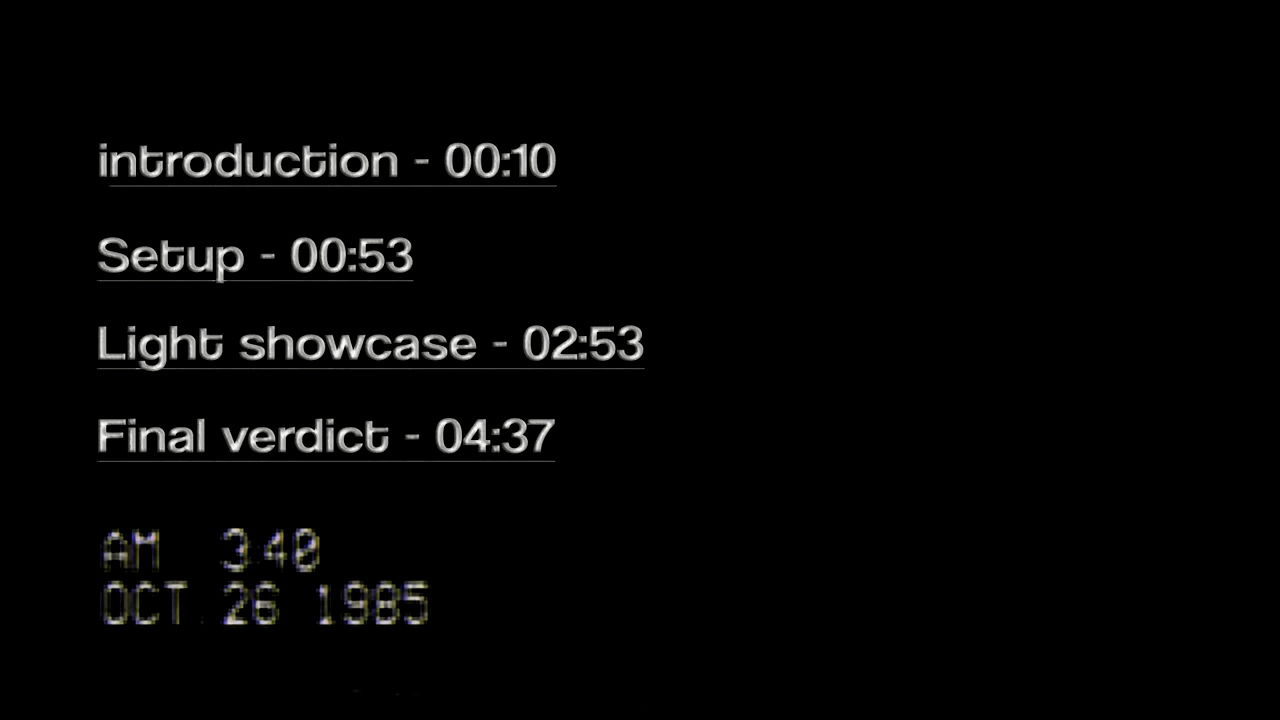 introduction - 00:10
Setup - 00:53
Light showcase - 02:53
Final verdict - 04:37
AM 3:40
OCT. 26 1985